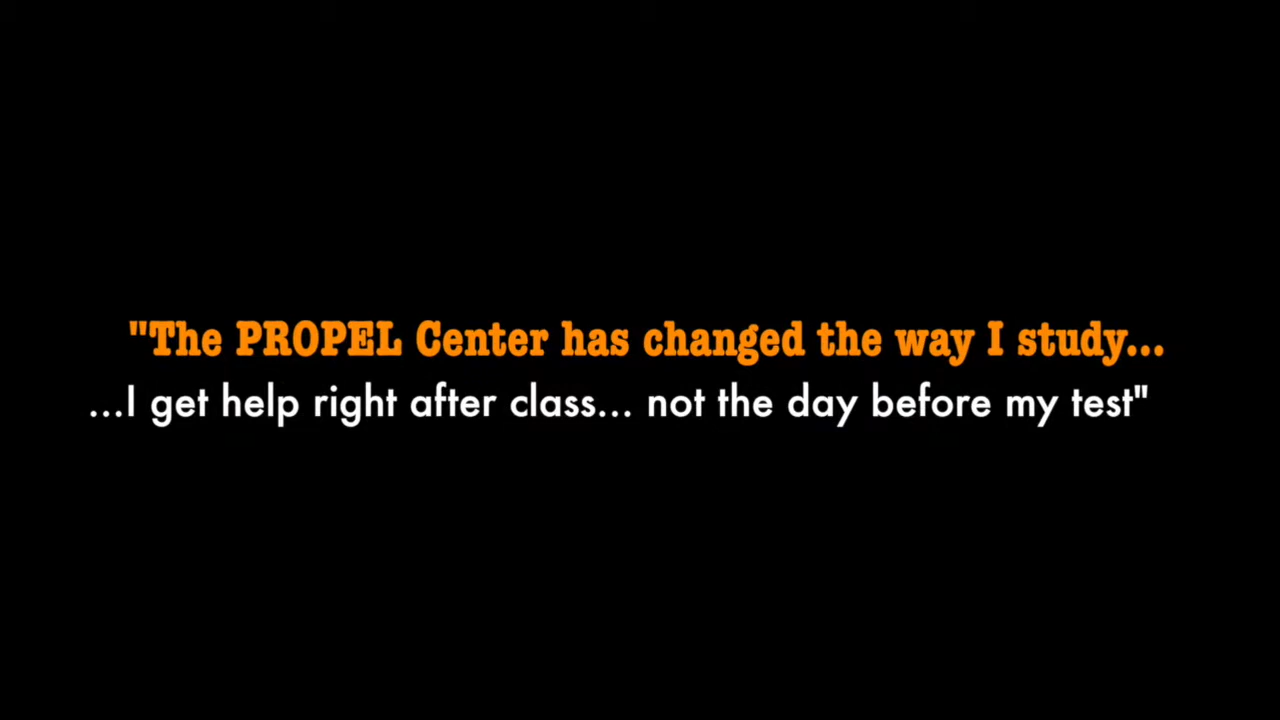 "The PROPEL Center has changed the way I study...
...I get help right after class... not the day before my test"